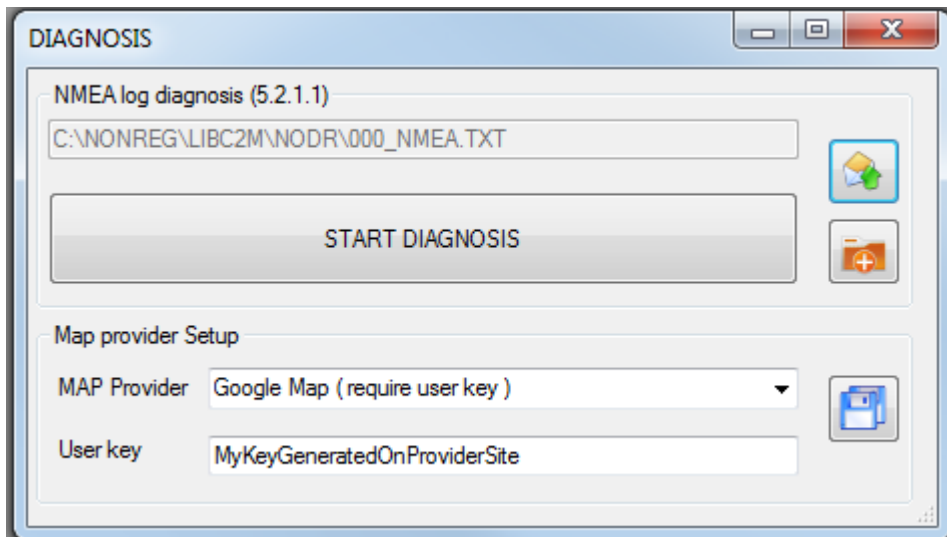 DIAGNOSIS
NMEA log diagnosis (5.2.1.1)
C:\NONREG\LIBC2M\NODR\000_NMEA.TXT
START DIAGNOSIS
Map provider Setup
MAP Provider Google Map ( require user key )
User key MyKeyGeneratedOnProviderSite